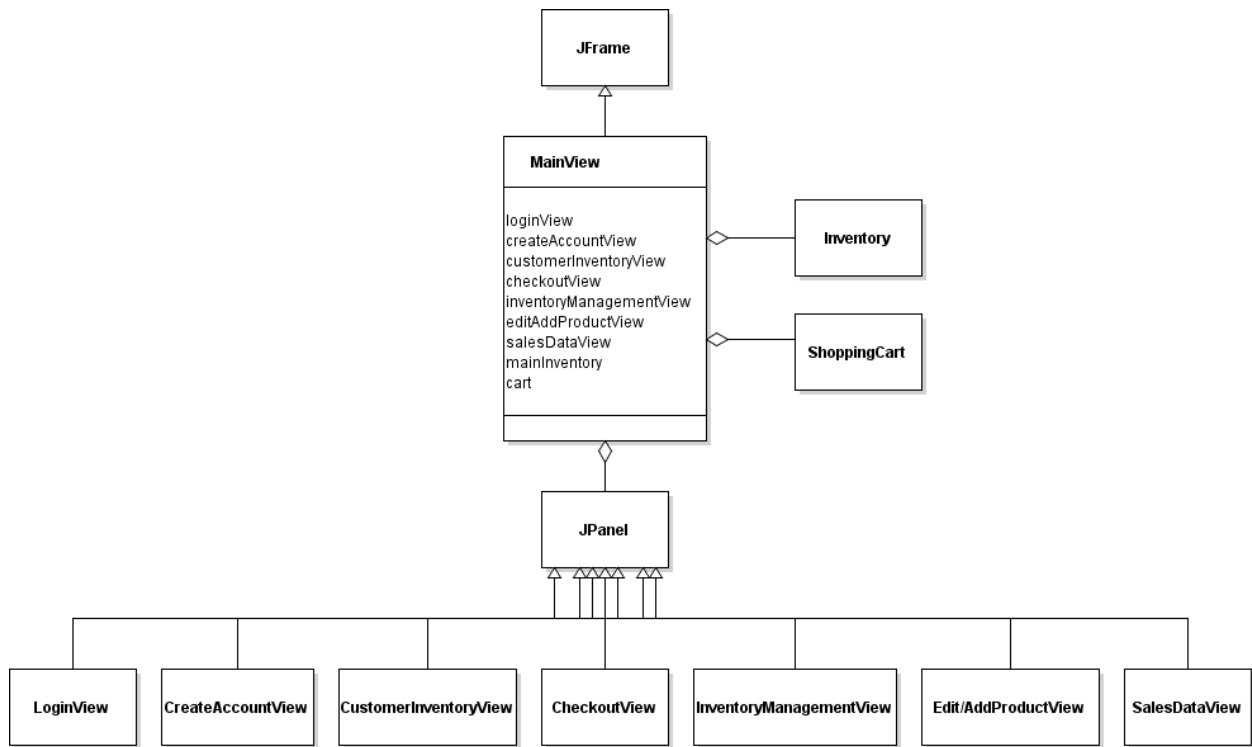 JFrame
MainView
loginView
createAccountView
customerInventoryView
checkoutView
inventoryManagementView
editAddProductView
salesDataView
mainInventory
cart
Inventory
ShoppingCart
JPanel
LoginView
CreateAccountView
CustomerInventoryView
CheckoutView
InventoryManagementView
Edit/AddProductView
SalesDataView